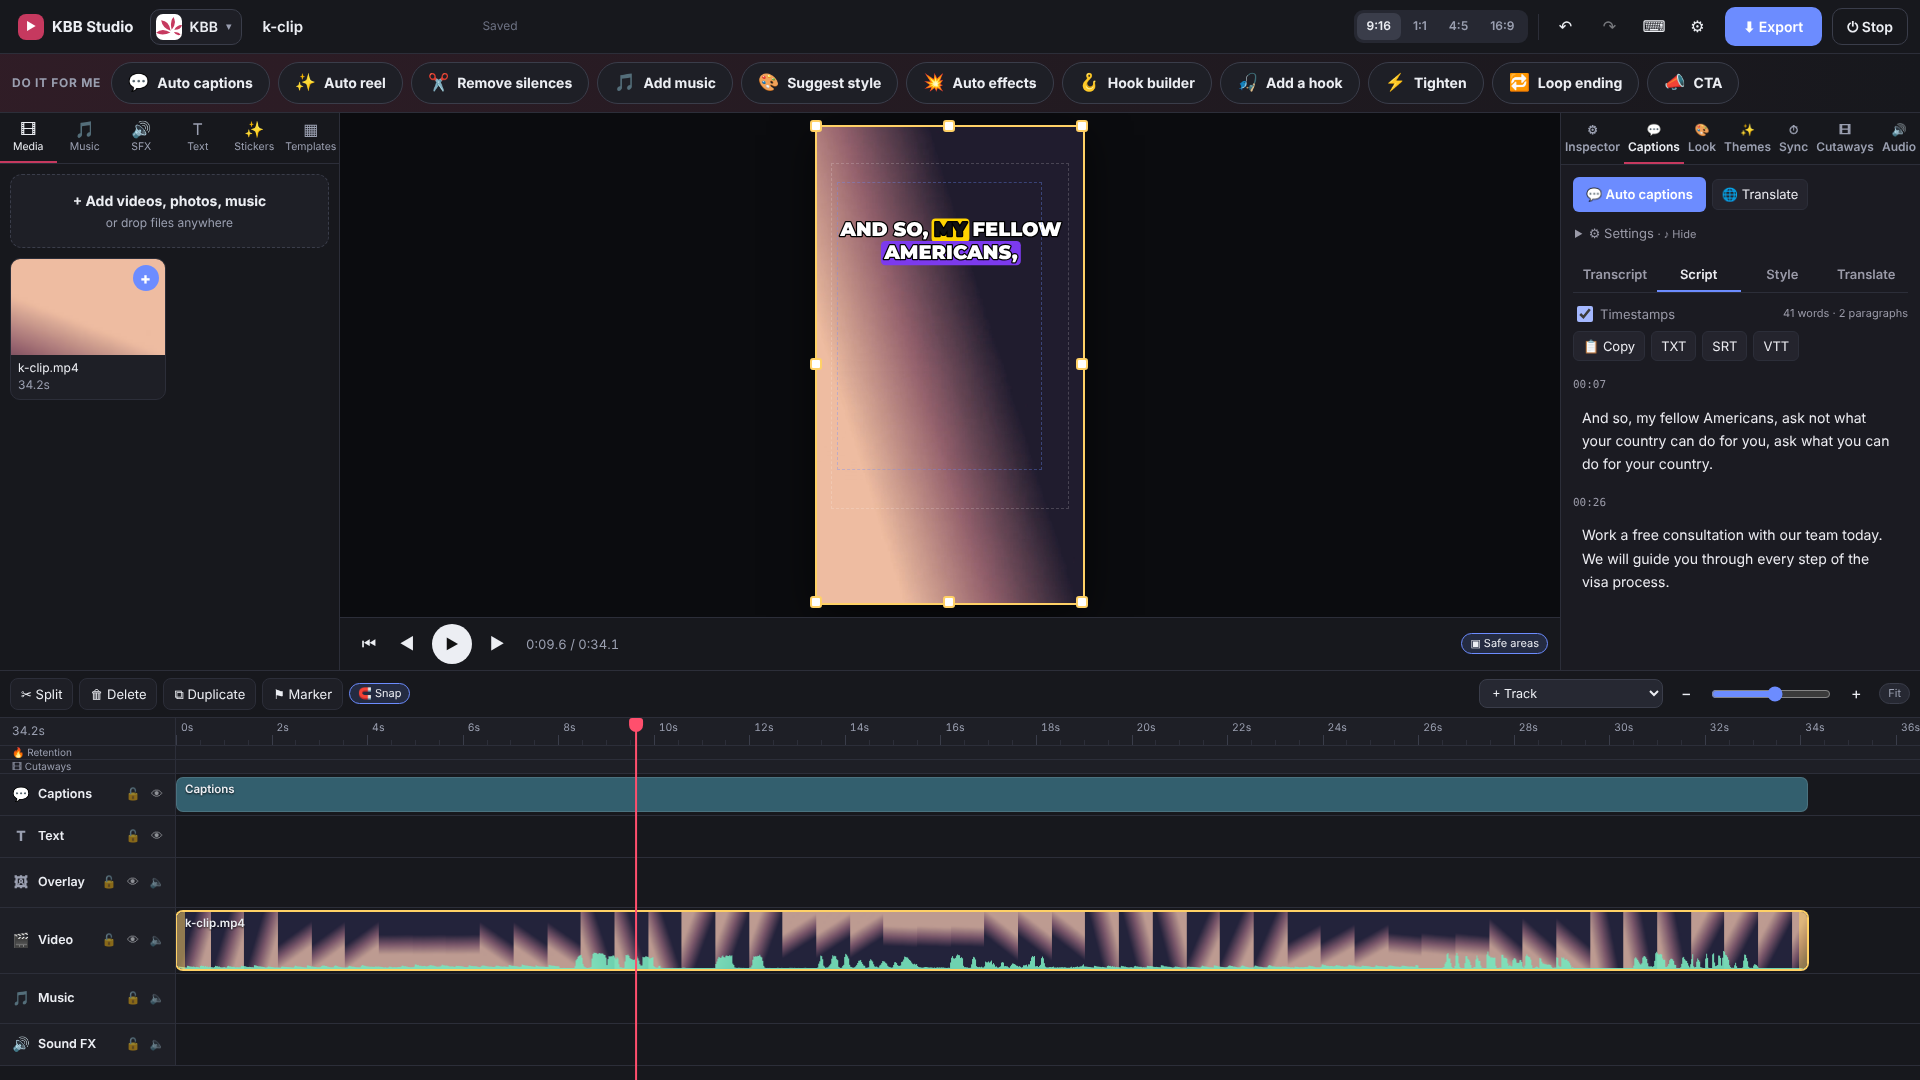 KBB Studio
KBB
k-clip
Saved
9:16 1:1 4:5 16:9
Export
Stop
DO IT FOR ME
Auto captions
Auto reel
Remove silences
Add music
Suggest style
Auto effects
Hook builder
Add a hook
Tighten
Loop ending
CTA
Media Music SFX Text Stickers Templates
+ Add videos, photos, music
or drop files anywhere
k-clip.mp4
34.2s
AND SO, MY FELLOW
AMERICANS,
0:09.6 / 0:34.1
Safe areas
Inspector Captions Look Themes Sync Cutaways Audio
Auto captions Translate
Settings · ♪ Hide
Transcript Script Style Translate
Timestamps 41 words · 2 paragraphs
Copy TXT SRT VTT
00:07
And so, my fellow Americans, ask not what
your country can do for you, ask what you can
do for your country.
00:26
Work a free consultation with our team today.
We will guide you through every step of the
visa process.
Split Delete Duplicate Marker Snap
+ Track − + Fit
34.2s 0s 2s 4s 6s 8s 10s 12s 14s 16s 18s 20s 22s 24s 26s 28s 30s 32s 34s 36s
Retention
Cutaways
Captions Captions
Text
Overlay
k-clip.mp4
Video
Music
Sound FX